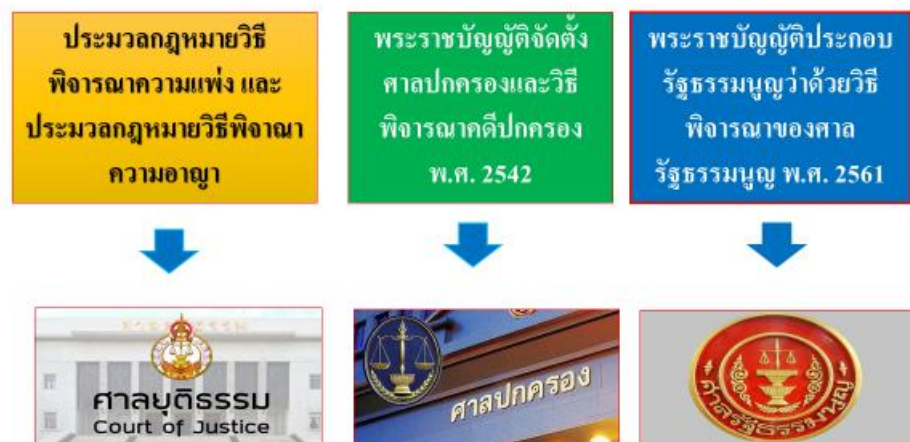 ประมวลกฎหมายวิธี
พิจารณาความแพ่ง และ
ประมวลกฎหมายวิธีพิจาณา
ความอาญา
พระราชบัญญัติจัดตั้ง
ศาลปกครองและวิธี
พิจารณาคดีปกครอง
พ.ศ. 2542
พระราชบัญญัติประกอบ
รัฐธรรมนูญว่าด้วยวิธี
พิจารณาของศาล
รัฐธรรมนูญ พ.ศ. 2561
ศาลยุติธรรม
Court of Justice
ศาลปกครอง
ศาลรัฐธรรมนูญ